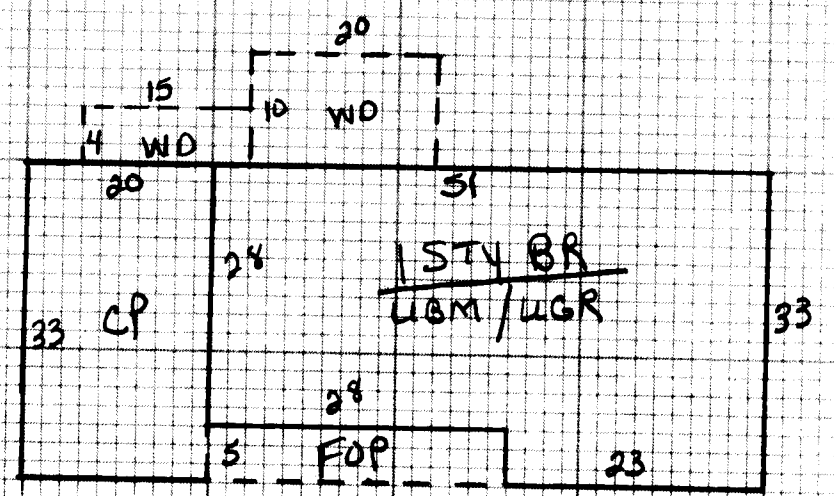 20
15
10 WD
4 WD
20
51
28
1 STY BR
UBM / UGR
33 CP
33
28
5 FOP
23